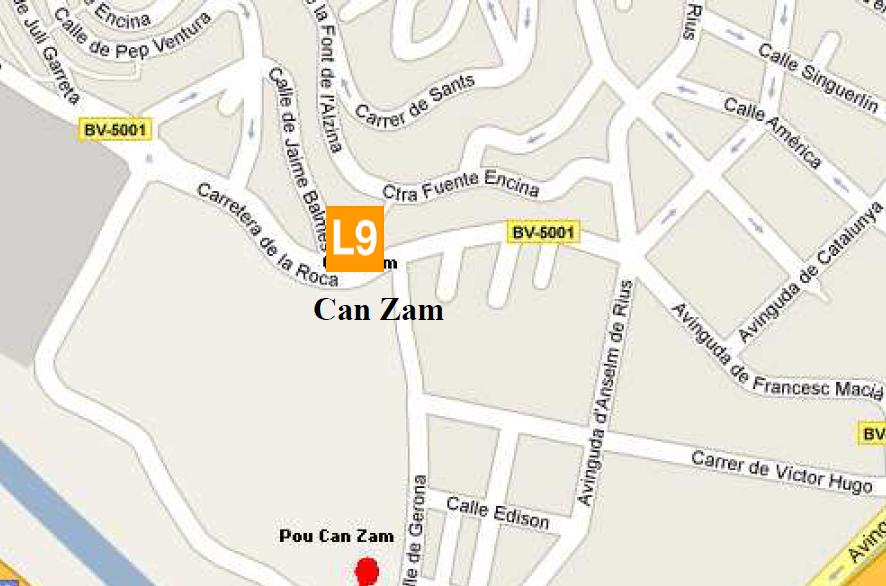 Encina
Calle de Pep Ventura
de Juli Garreta
BV-5001
Calle de Jaime Balmes
la Font de l'Alzina
Carrer de Sants
Rius
Calle Singuerlin
Calle América
Ctra Fuente Encina
Carretera de la Roca
L9
BV-5001
Can Zam
Avinguda de Catalunya
Avinguda d'Anselm de Rius
Avinguda de Francesc Macià
BV-
Carrer de Victor Hugo
Calle Edison
lle de Gerona
Pou Can Zam
Aving